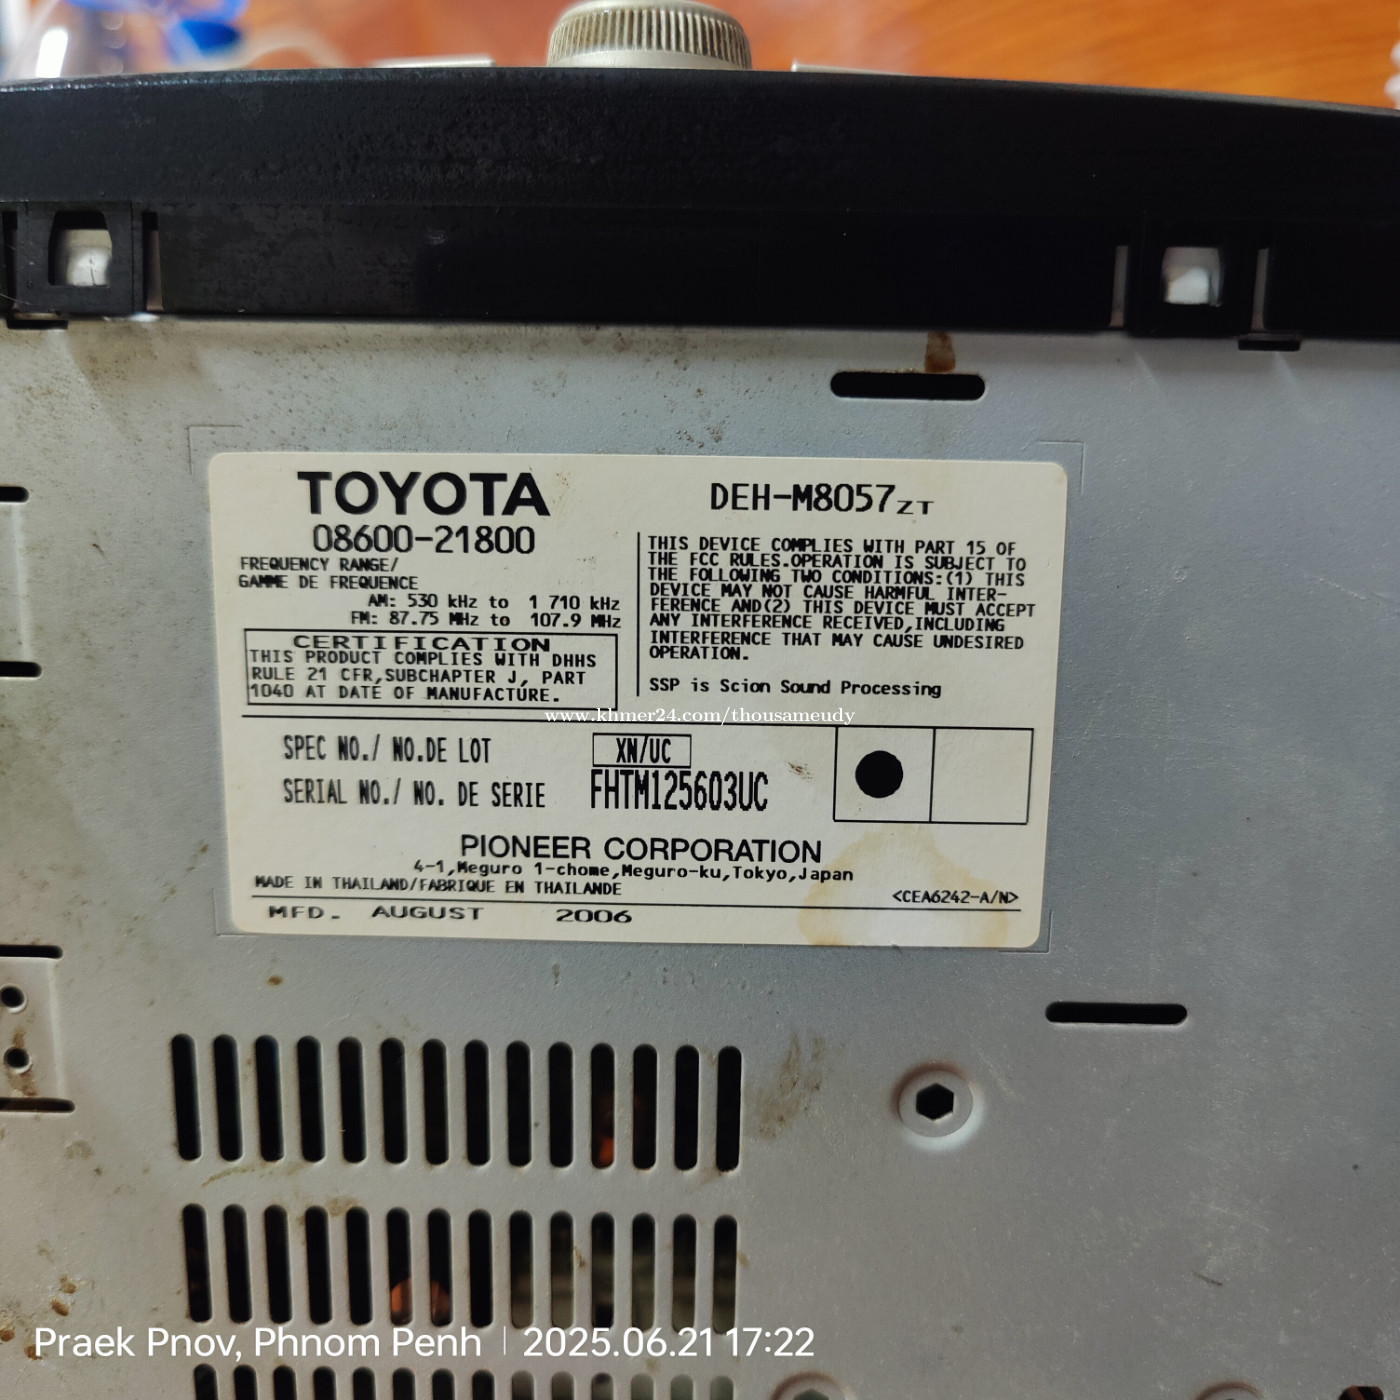 TOYOTA
08600-21800
FREQUENCY RANGE/
GAMME DE FREQUENCE
AM: 530 kHz to 1 710 kHz
FM: 87.75 MHz to 107.9 MHz
CERTIFICATION
THIS PRODUCT COMPLIES WITH DHHS
RULE 21 CFR,SUBCHAPTER J, PART
1040 AT DATE OF MANUFACTURE.
DEH-M8057ZT
THIS DEVICE COMPLIES WITH PART 15 OF
THE FCC RULES.OPERATION IS SUBJECT TO
THE FOLLOWING TWO CONDITIONS:(1) THIS
DEVICE MAY NOT CAUSE HARMFUL INTER-
FERENCE AND(2) THIS DEVICE MUST ACCEPT
ANY INTERFERENCE RECEIVED,INCLUDING
INTERFERENCE THAT MAY CAUSE UNDESIRED
OPERATION.
SSP is Scion Sound Processing
www.khmer24.com/thousameudy
SPEC NO./ NO.DE LOT XN/UC
SERIAL NO./ NO. DE SERIE FHTM125603UC
PIONEER CORPORATION
4-1,Meguro 1-chome,Meguro-ku,Tokyo,Japan
MADE IN THAILAND/FABRIQUE EN THAILANDE
<CEA6242-A/N>
MFD. AUGUST 2006
Praek Pnov, Phnom Penh | 2025.06.21 17:22